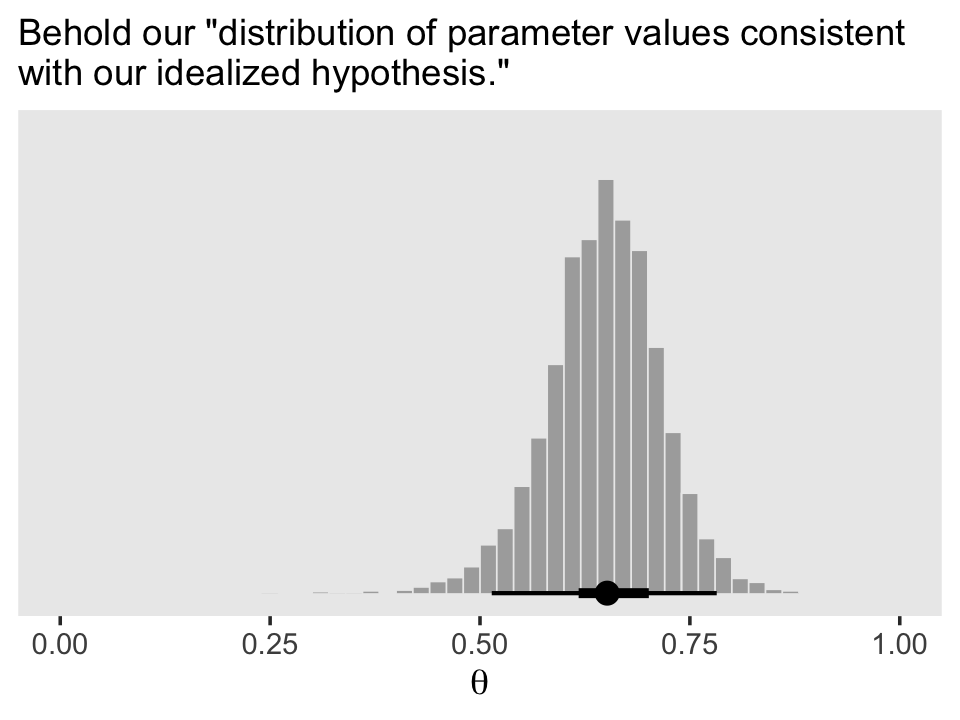 Behold our "distribution of parameter values consistent
with our idealized hypothesis."
0.00 0.25 0.50 0.75 1.00
θ